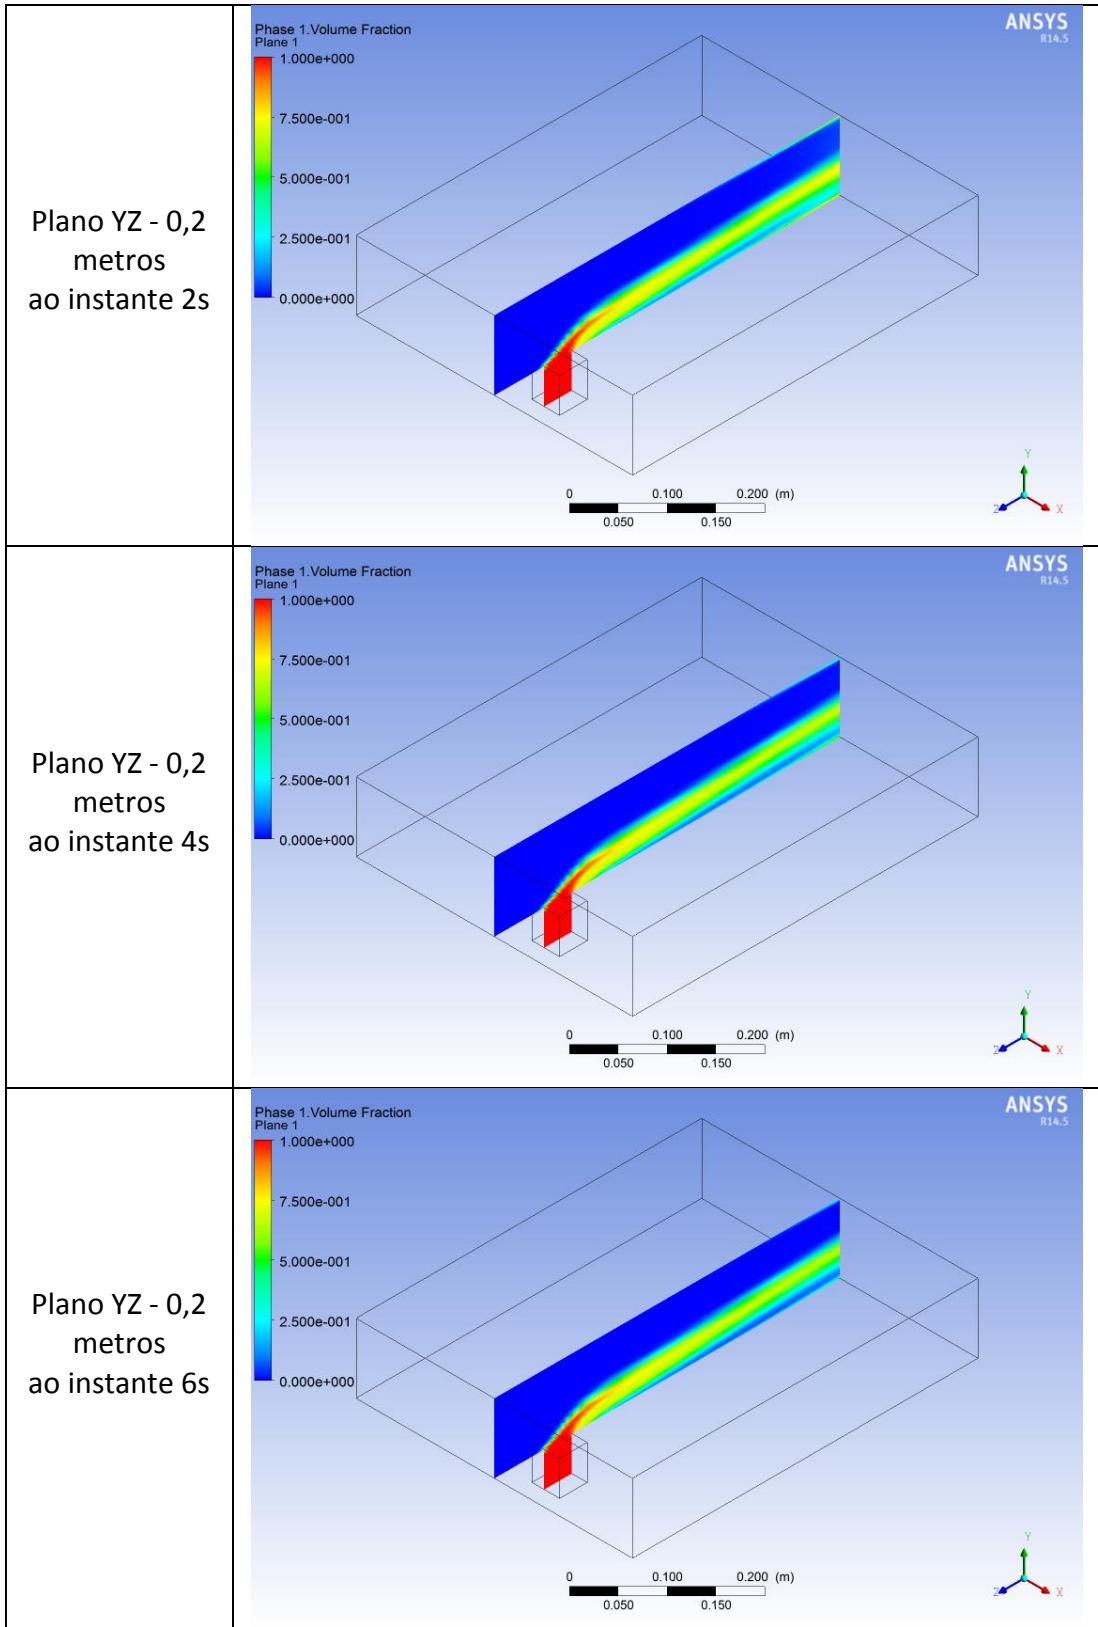 Plano YZ - 0,2
metros
ao instante 2s
Phase 1.Volume Fraction
Plane 1
1.000e+000
7.500e-001
5.000e-001
2.500e-001
0.000e+000
ANSYS
R14.5
0 0.100 0.200 (m)
0.050 0.150
Y
Z X
Plano YZ - 0,2
metros
ao instante 4s
Phase 1.Volume Fraction
Plane 1
1.000e+000
7.500e-001
5.000e-001
2.500e-001
0.000e+000
ANSYS
R14.5
0 0.100 0.200 (m)
0.050 0.150
Y
Z X
Plano YZ - 0,2
metros
ao instante 6s
Phase 1.Volume Fraction
Plane 1
1.000e+000
7.500e-001
5.000e-001
2.500e-001
0.000e+000
ANSYS
R14.5
0 0.100 0.200 (m)
0.050 0.150
Y
Z X